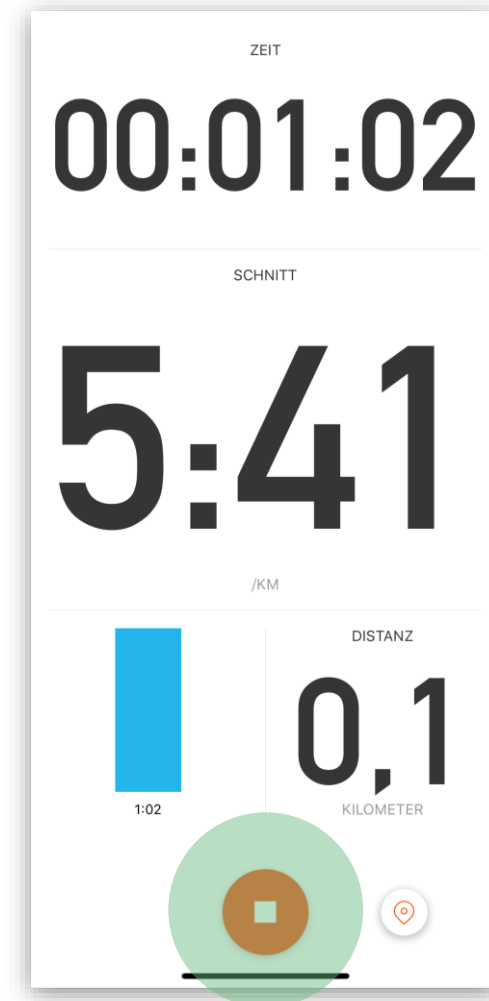 ZEIT
00:01:02
SCHNITT
5:41
/KM
DISTANZ
0,1
1:02
KILOMETER